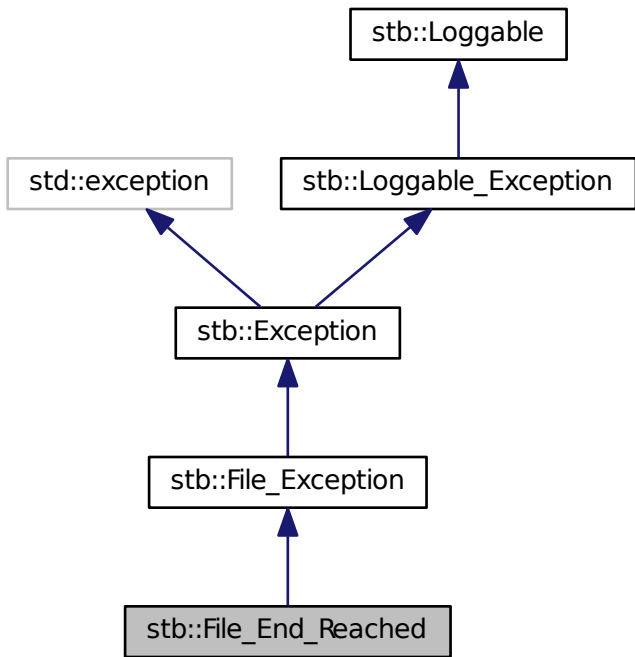 stb::Loggable
std::exception
stb::Loggable_Exception
stb::Exception
stb::File_Exception
stb::File_End_Reached